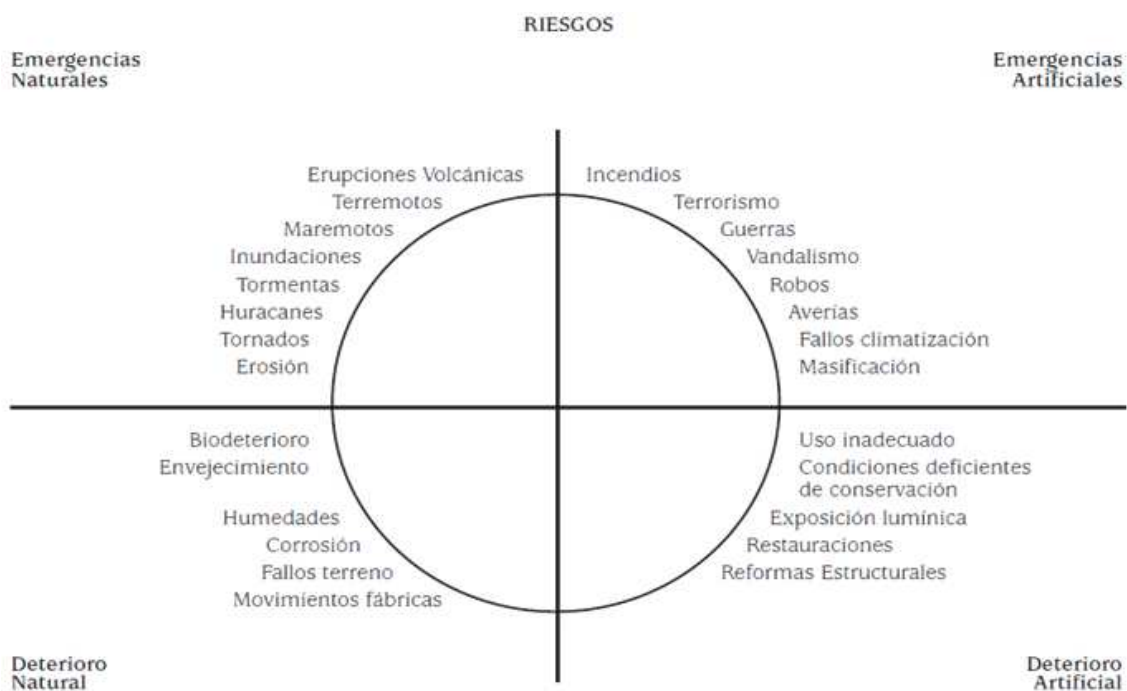 RIESGOS
Emergencias
Naturales
Emergencias
Artificiales
Erupciones Volcánicas
Terremotos
Maremotos
Inundaciones
Tormentas
Huracanes
Tornados
Erosión
Incendios
Terrorismo
Guerras
Vandalismo
Robos
Averías
Fallos climatización
Masificación
Biodeterioro
Envejecimiento
Humedades
Corrosión
Fallos terreno
Movimientos fábricas
Uso inadecuado
Condiciones deficientes
de conservación
Exposición lumínica
Restauraciones
Reformas Estructurales
Deterioro
Natural
Deterioro
Artificial